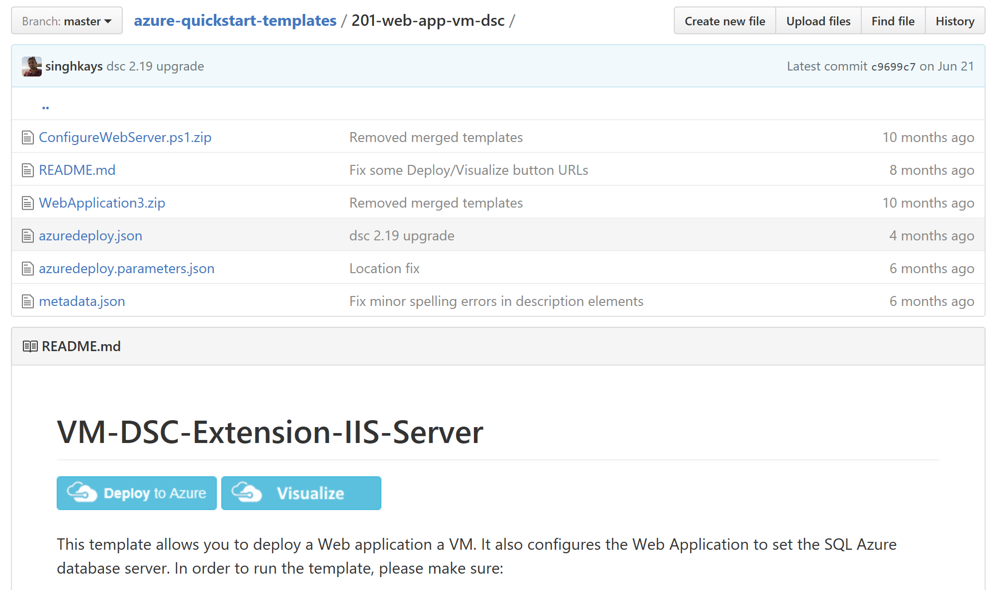 Branch: master azure-quickstart-templates / 201-web-app-vm-dsc / Create new file Upload files Find file History
singhkays dsc 2.19 upgrade Latest commit c9699c7 on Jun 21
..
ConfigureWebServer.ps1.zip Removed merged templates 10 months ago
README.md Fix some Deploy/Visualize button URLs 8 months ago
WebApplication3.zip Removed merged templates 10 months ago
azuredeploy.json dsc 2.19 upgrade 4 months ago
azuredeploy.parameters.json Location fix 6 months ago
metadata.json Fix minor spelling errors in description elements 6 months ago
README.md
VM-DSC-Extension-IIS-Server
Deploy to Azure Visualize
This template allows you to deploy a Web application a VM. It also configures the Web Application to set the SQL Azure
database server. In order to run the template, please make sure: